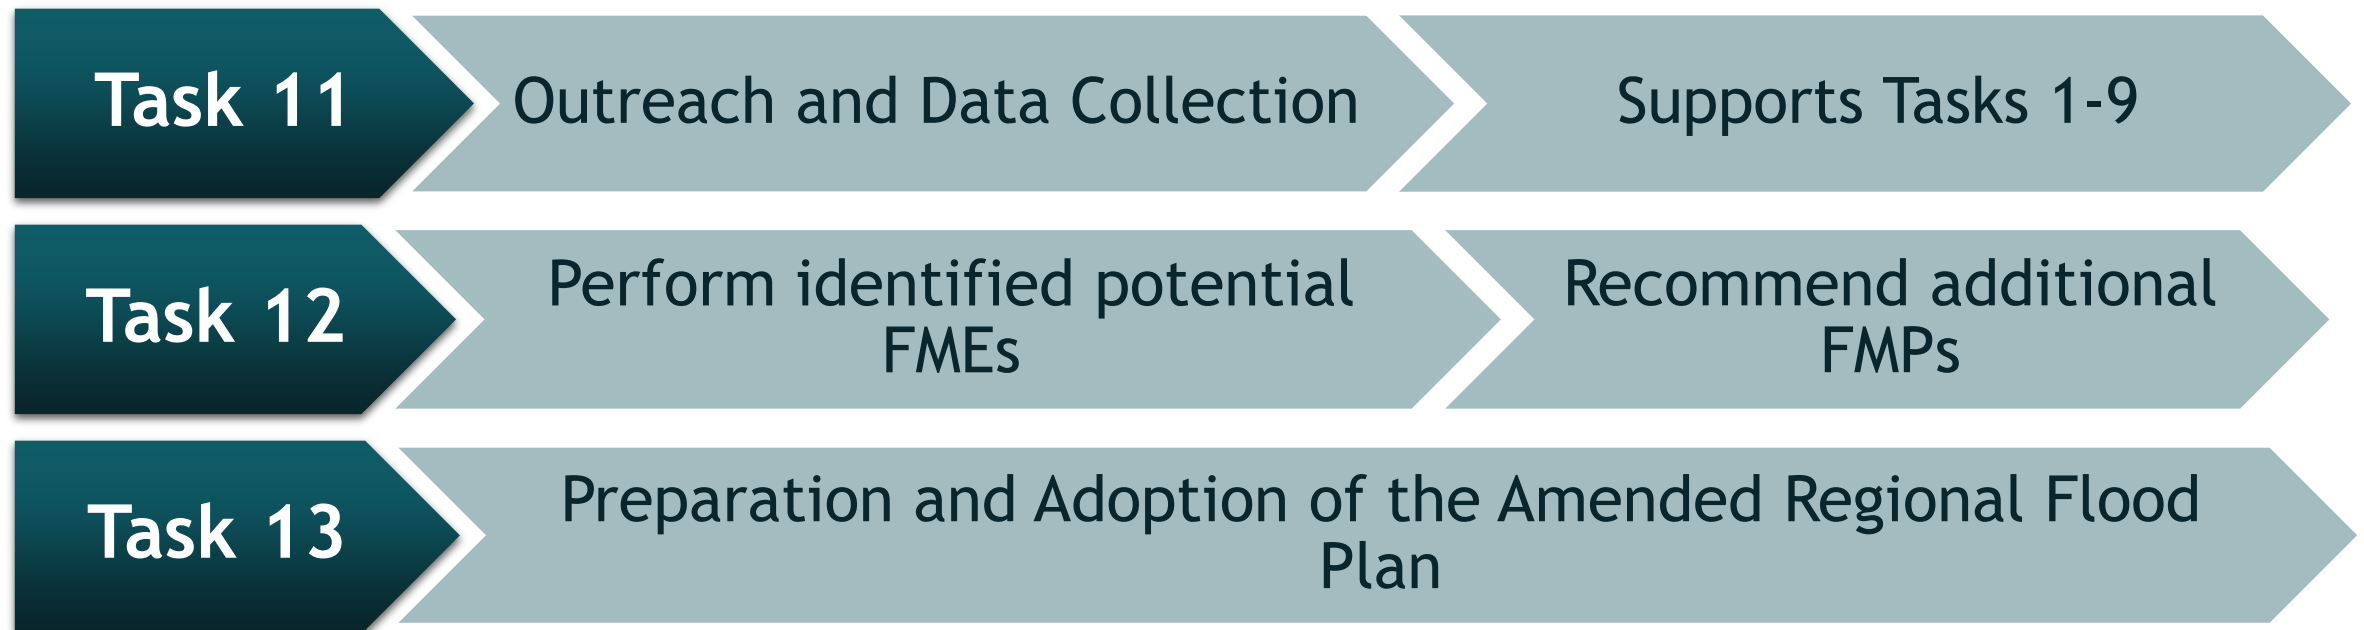 Task 11
Outreach and Data Collection
Supports Tasks 1-9
Task 12
Perform identified potential
FMEs
Recommend additional
FMPs
Task 13
Preparation and Adoption of the Amended Regional Flood
Plan